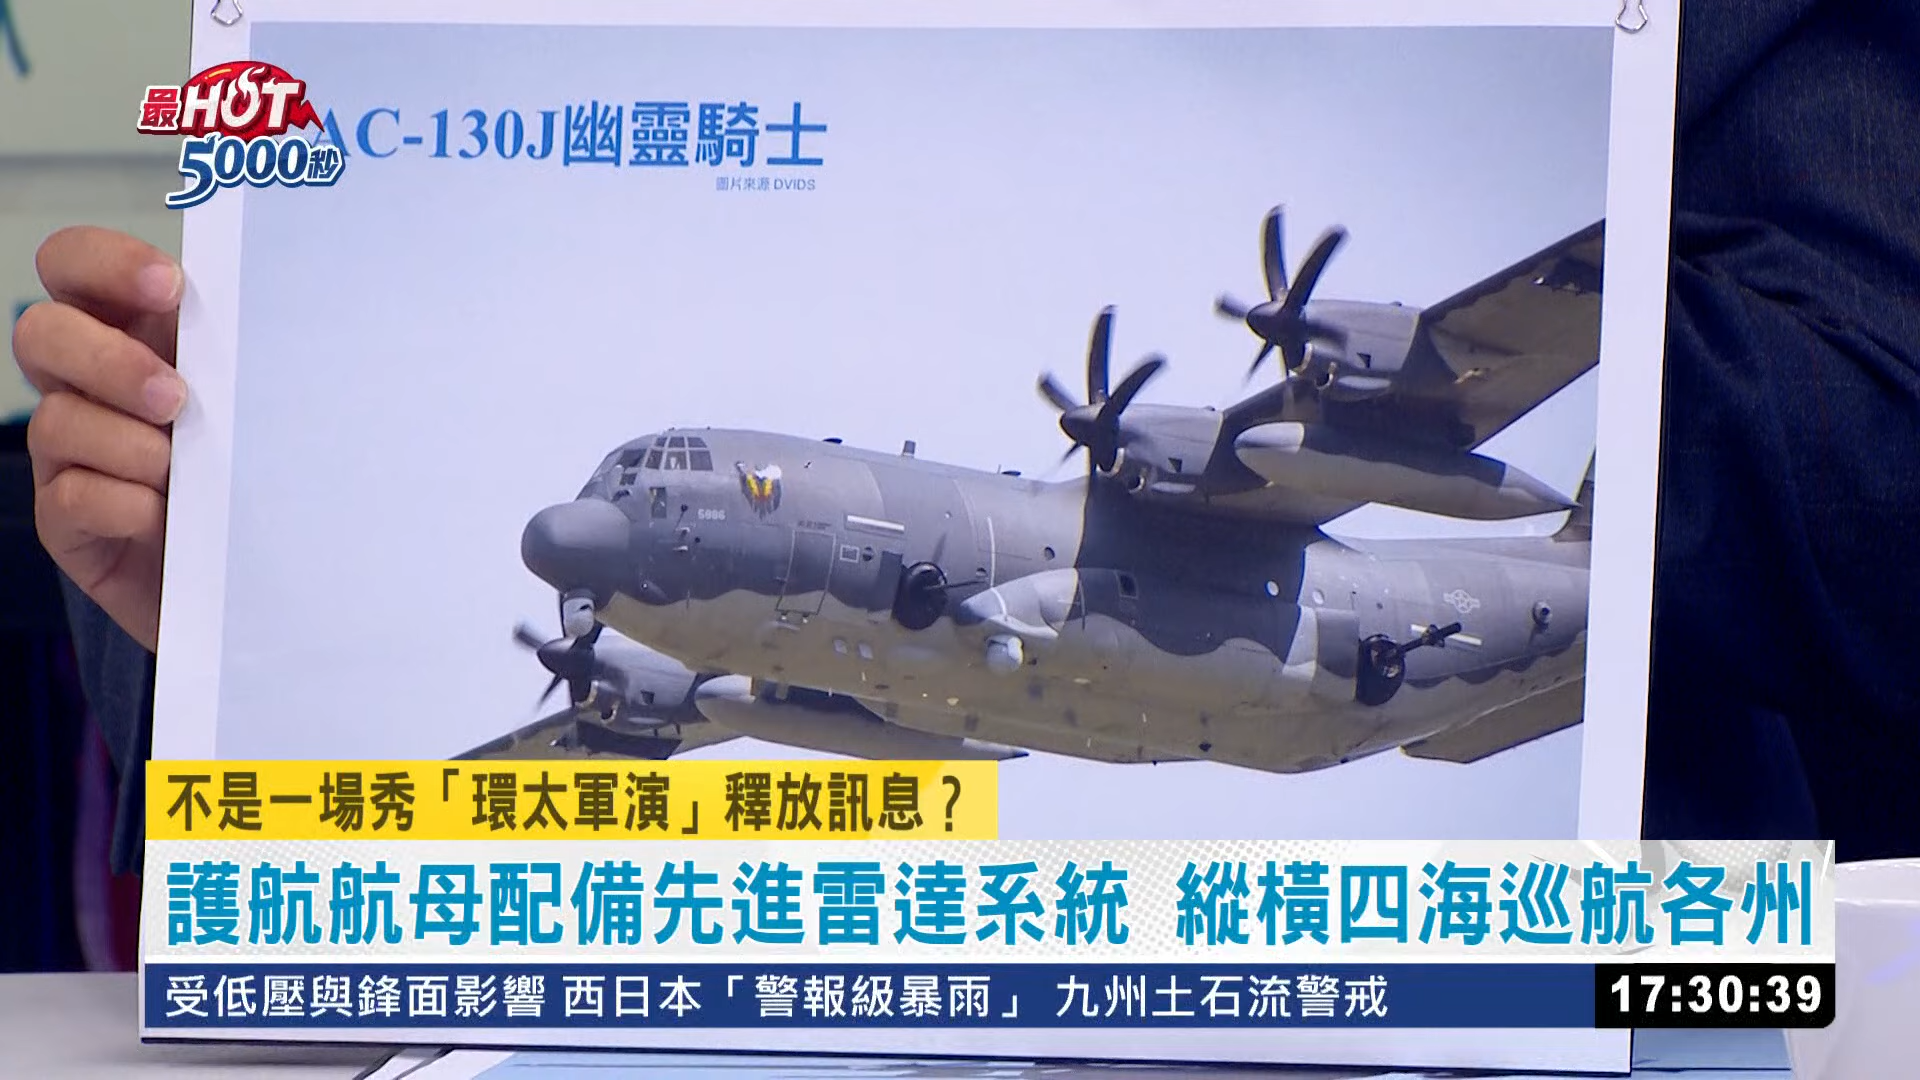 最HOT
5000秒
AC-130J幽靈騎士
圖片來源 DVIDS
5886
不是一場秀「環太軍演」釋放訊息？
護航航母配備先進雷達系統 縱橫四海巡航各州
受低壓與鋒面影響 西日本「警報級暴雨」 九州土石流警戒
17:30:39